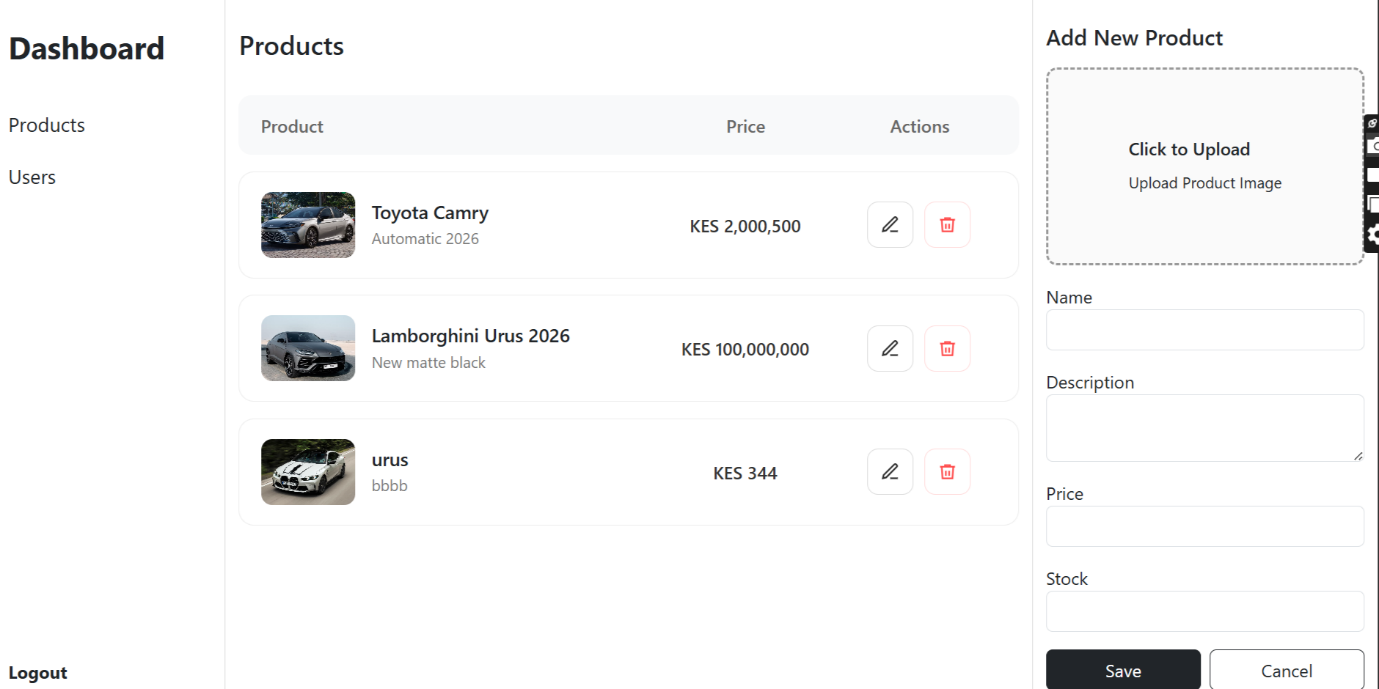 Dashboard
Products
Users
Logout
Products
Product Price Actions
Toyota Camry
Automatic 2026
KES 2,000,500
Lamborghini Urus 2026
New matte black
KES 100,000,000
urus
bbbb
KES 344
Add New Product
Click to Upload
Upload Product Image
Name
Description
Price
Stock
Save Cancel